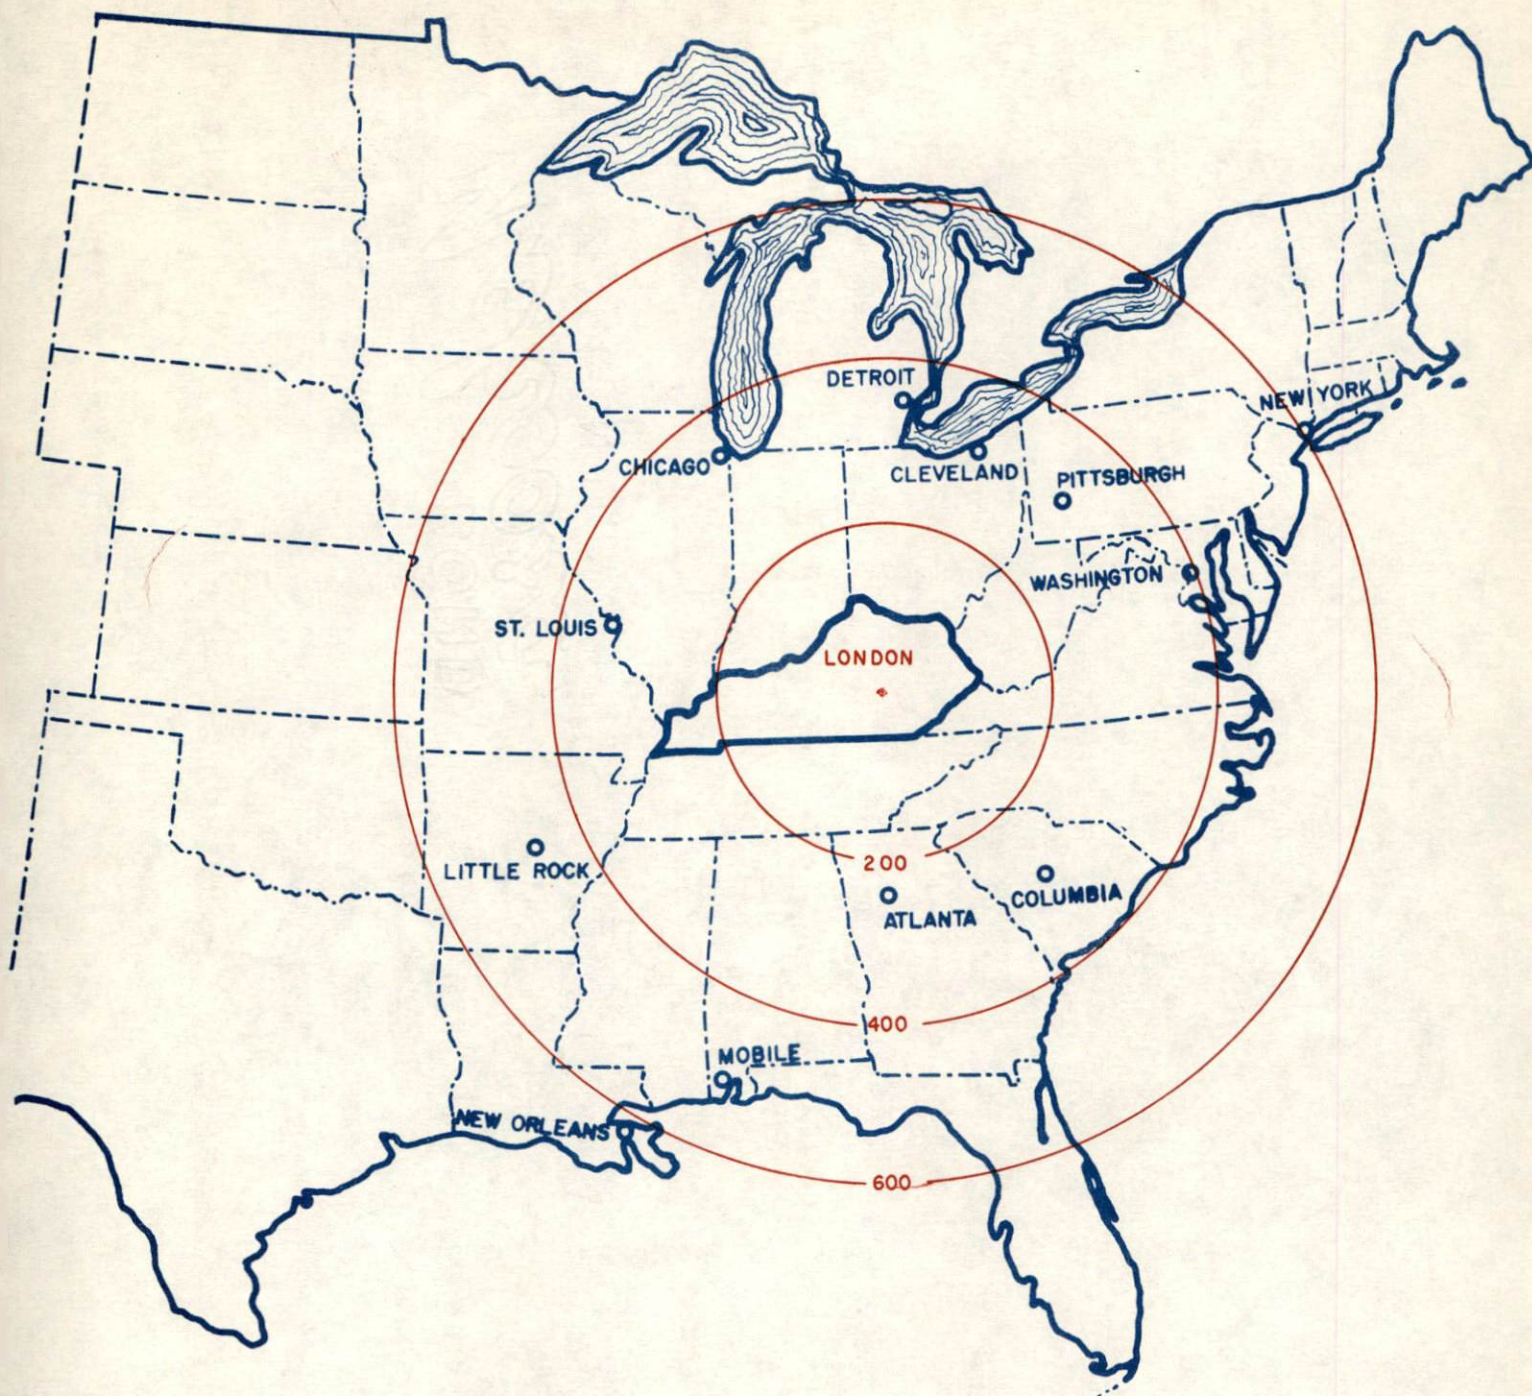 DETROIT
NEW YORK
CHICAGO
CLEVELAND
PITTSBURGH
WASHINGTON
ST. LOUIS
LONDON
200
LITTLE ROCK
COLUMBIA
ATLANTA
400
MOBILE
NEW ORLEANS
600